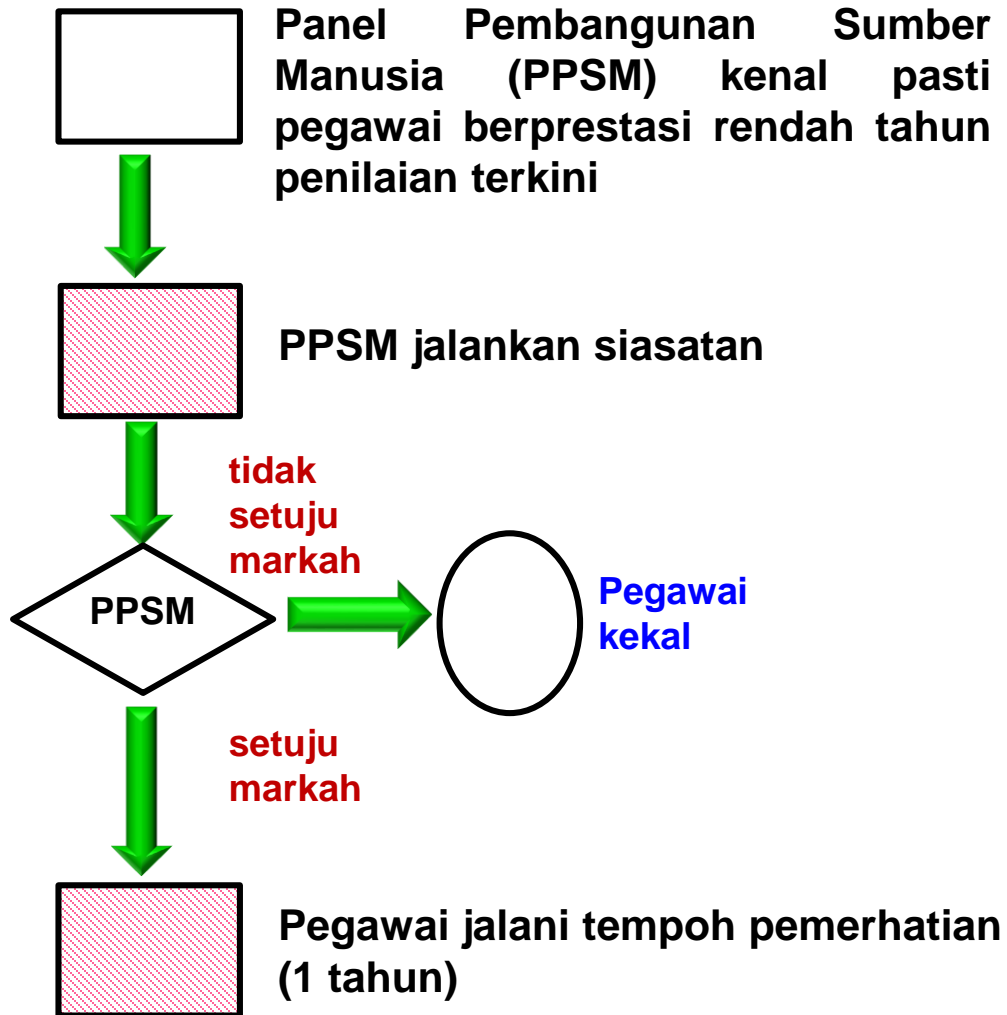 Panel Pembangunan Sumber
Manusia (PPSM) kenal pasti
pegawai berprestasi rendah tahun
penilaian terkini
PPSM jalankan siasatan
tidak
setuju
markah
PPSM
Pegawai
kekal
setuju
markah
Pegawai jalani tempoh pemerhatian
(1 tahun)